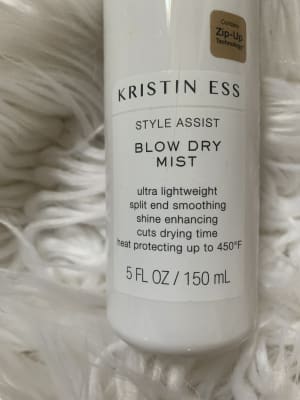 Contains
Zip-Up
Technology
KRISTIN ESS
STYLE ASSIST
BLOW DRY
MIST
ultra lightweight
split end smoothing
shine enhancing
cuts drying time
heat protecting up to 450°F
5 FL OZ / 150 mL